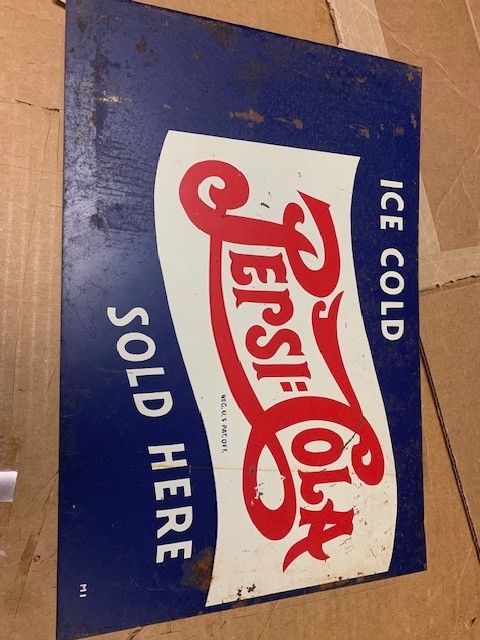 ICE COLD
PEPSI=COLA
REG. U.S. PAT. OFF.
SOLD HERE
M1